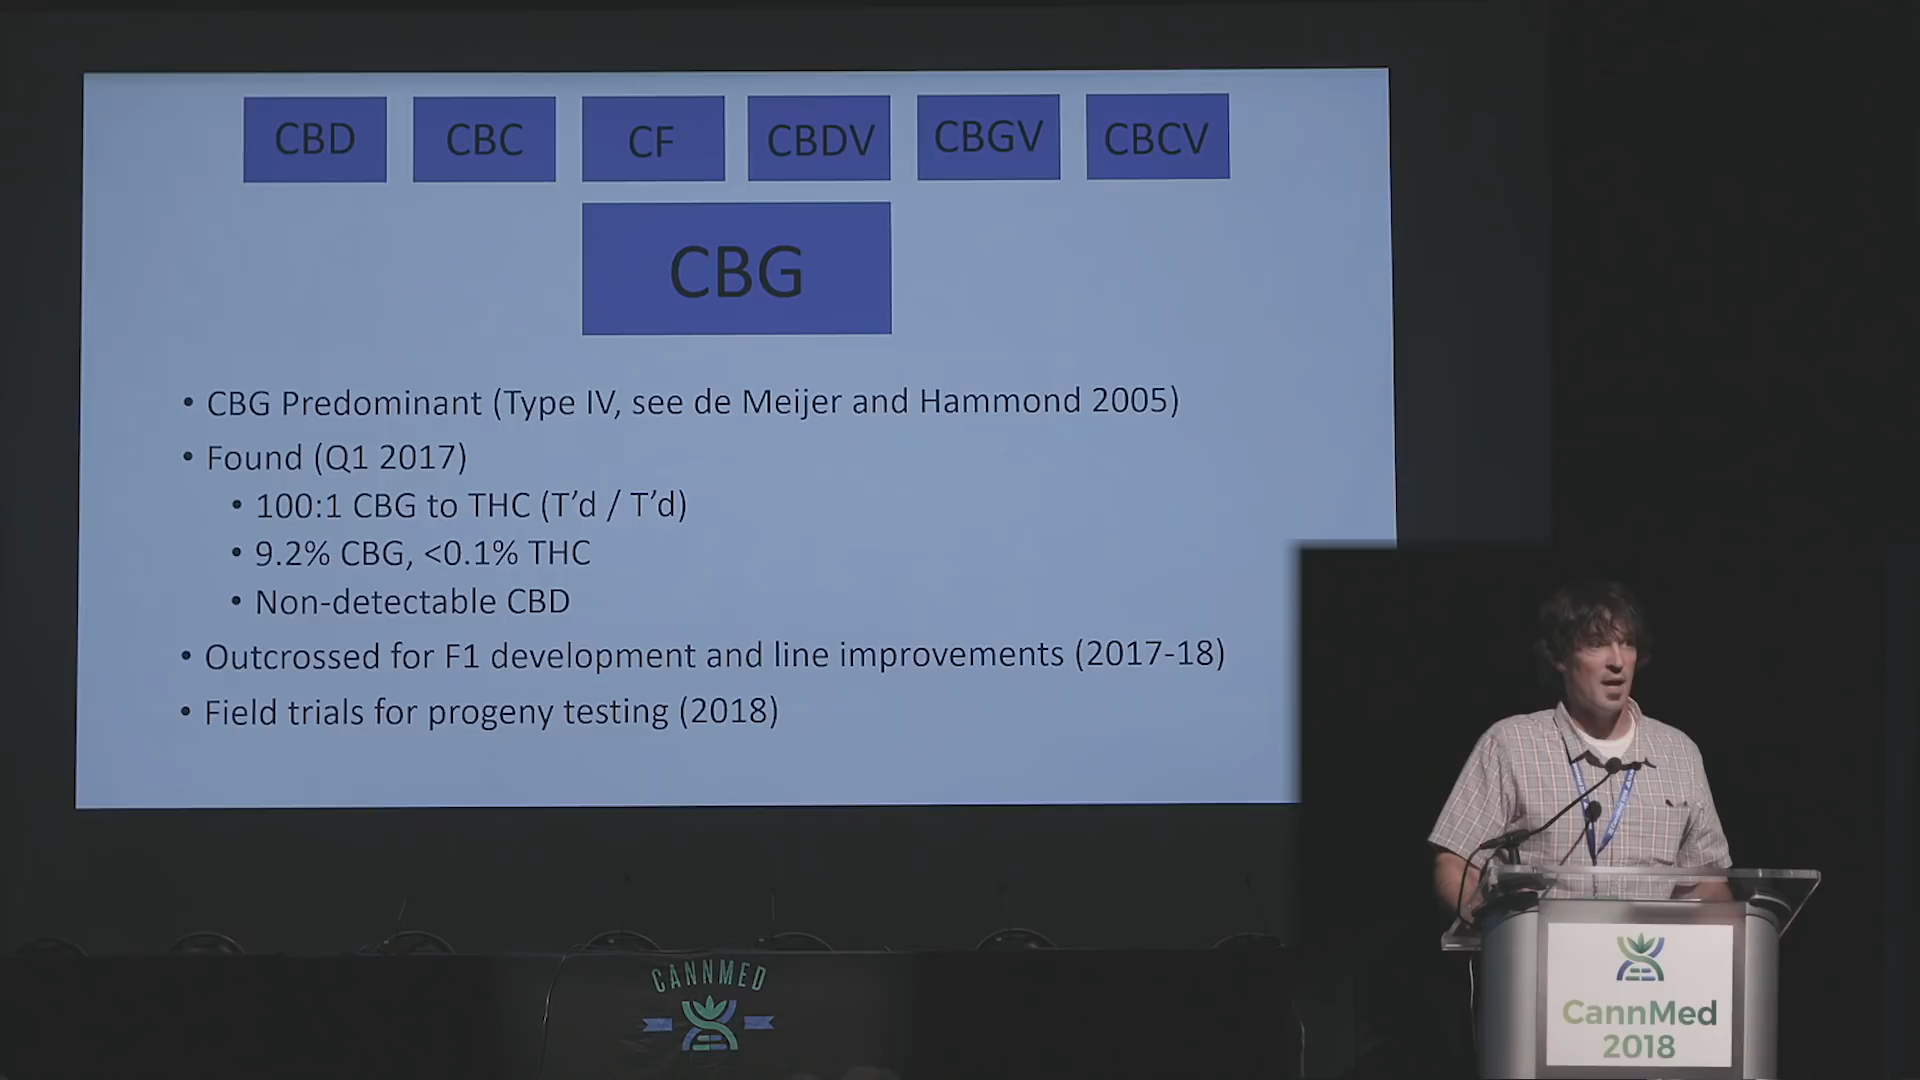 CBD CBC CF CBDV CBGV CBCV
CBG
• CBG Predominant (Type IV, see de Meijer and Hammond 2005)
• Found (Q1 2017)
• 100:1 CBG to THC (T’d / T’d)
• 9.2% CBG, <0.1% THC
• Non-detectable CBD
• Outcrossed for F1 development and line improvements (2017-18)
• Field trials for progeny testing (2018)
CANNMED
CannMed
2018